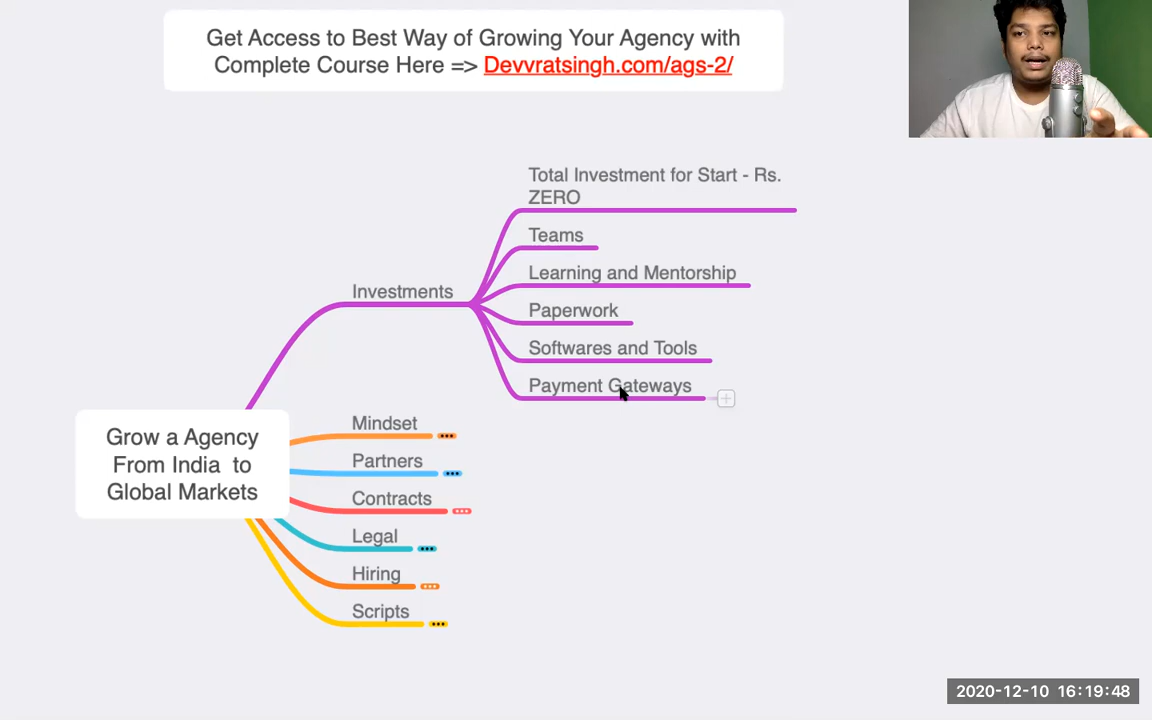 Get Access to Best Way of Growing Your Agency with
Complete Course Here => Devvratsingh.com/ags-2/
Total Investment for Start - Rs.
ZERO
Teams
Learning and Mentorship
Investments
Paperwork
Softwares and Tools
Payment Gateways
Grow a Agency
From India to
Global Markets
Mindset
Partners
Contracts
Legal
Hiring
Scripts
2020-12-10 16:19:48